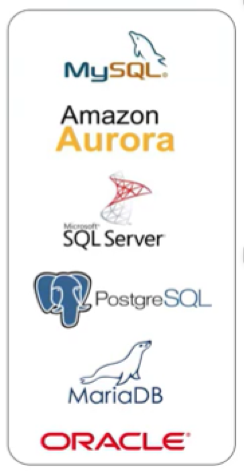 MySQL®
Amazon
Aurora
Microsoft®
SQL Server
PostgreSQL
MariaDB
ORACLE®